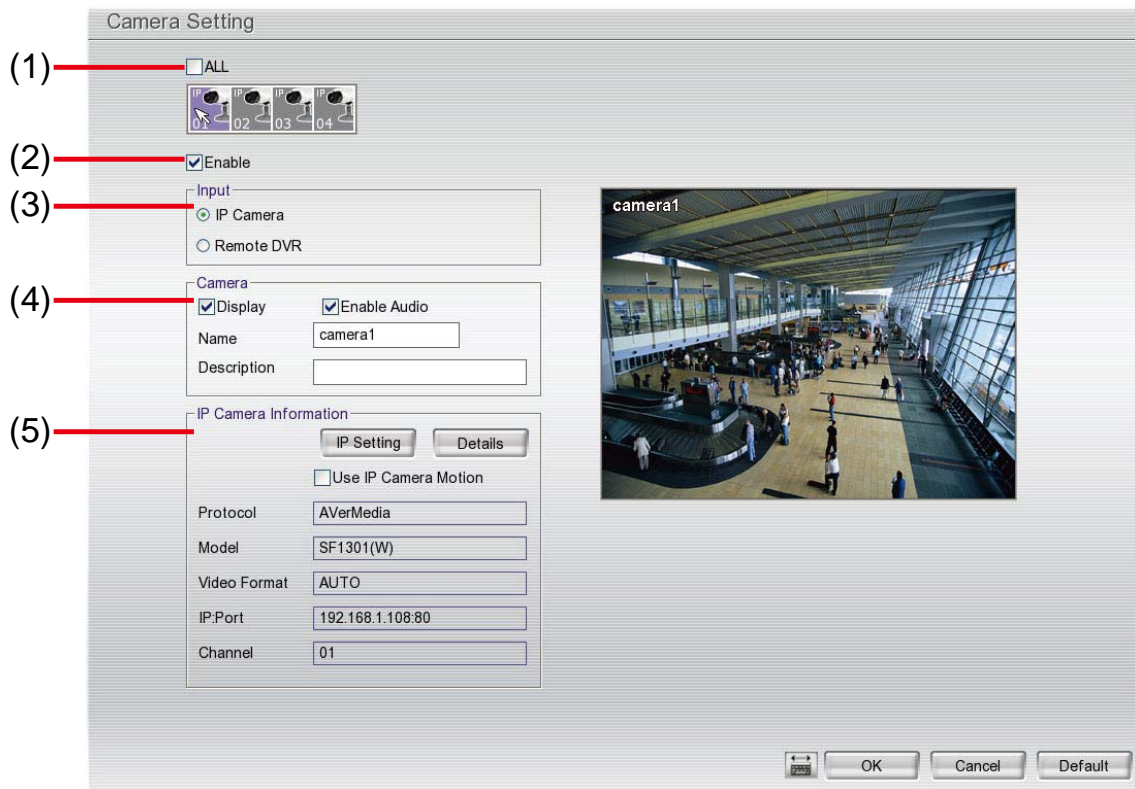 Camera Setting
(1)
ALL
IP IP IP IP
01 02 03 04
(2)
Enable
(3)
Input
IP Camera
Remote DVR
(4)
Camera
Display Enable Audio
Name camera1
Description
(5)
IP Camera Information
IP Setting Details
Use IP Camera Motion
Protocol AVerMedia
Model SF1301(W)
Video Format AUTO
IP:Port 192.168.1.108:80
Channel 01
camera1
OK Cancel Default